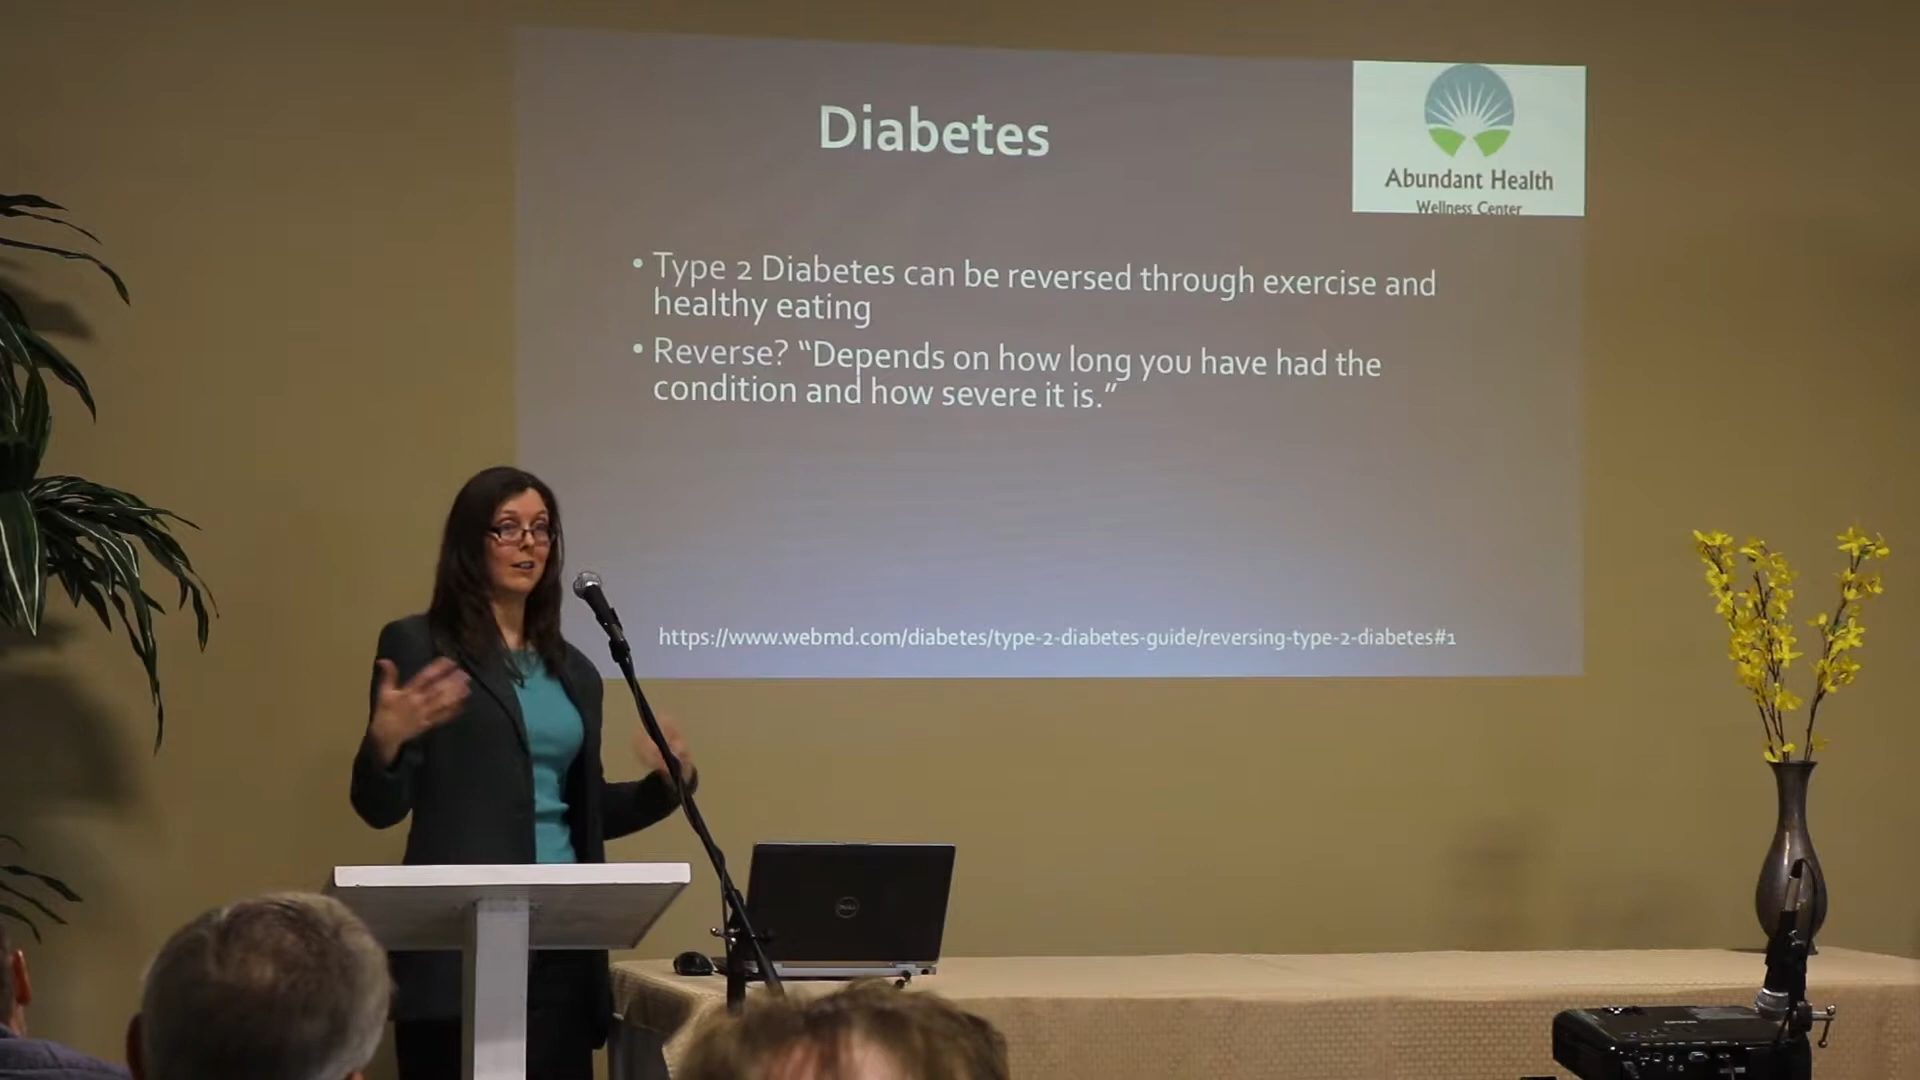 Diabetes
Abundant Health
Wellness Center
• Type 2 Diabetes can be reversed through exercise and
healthy eating
• Reverse? “Depends on how long you have had the
condition and how severe it is.”
https://www.webmd.com/diabetes/type-2-diabetes-guide/reversing-type-2-diabetes#1
DELL
EPSON